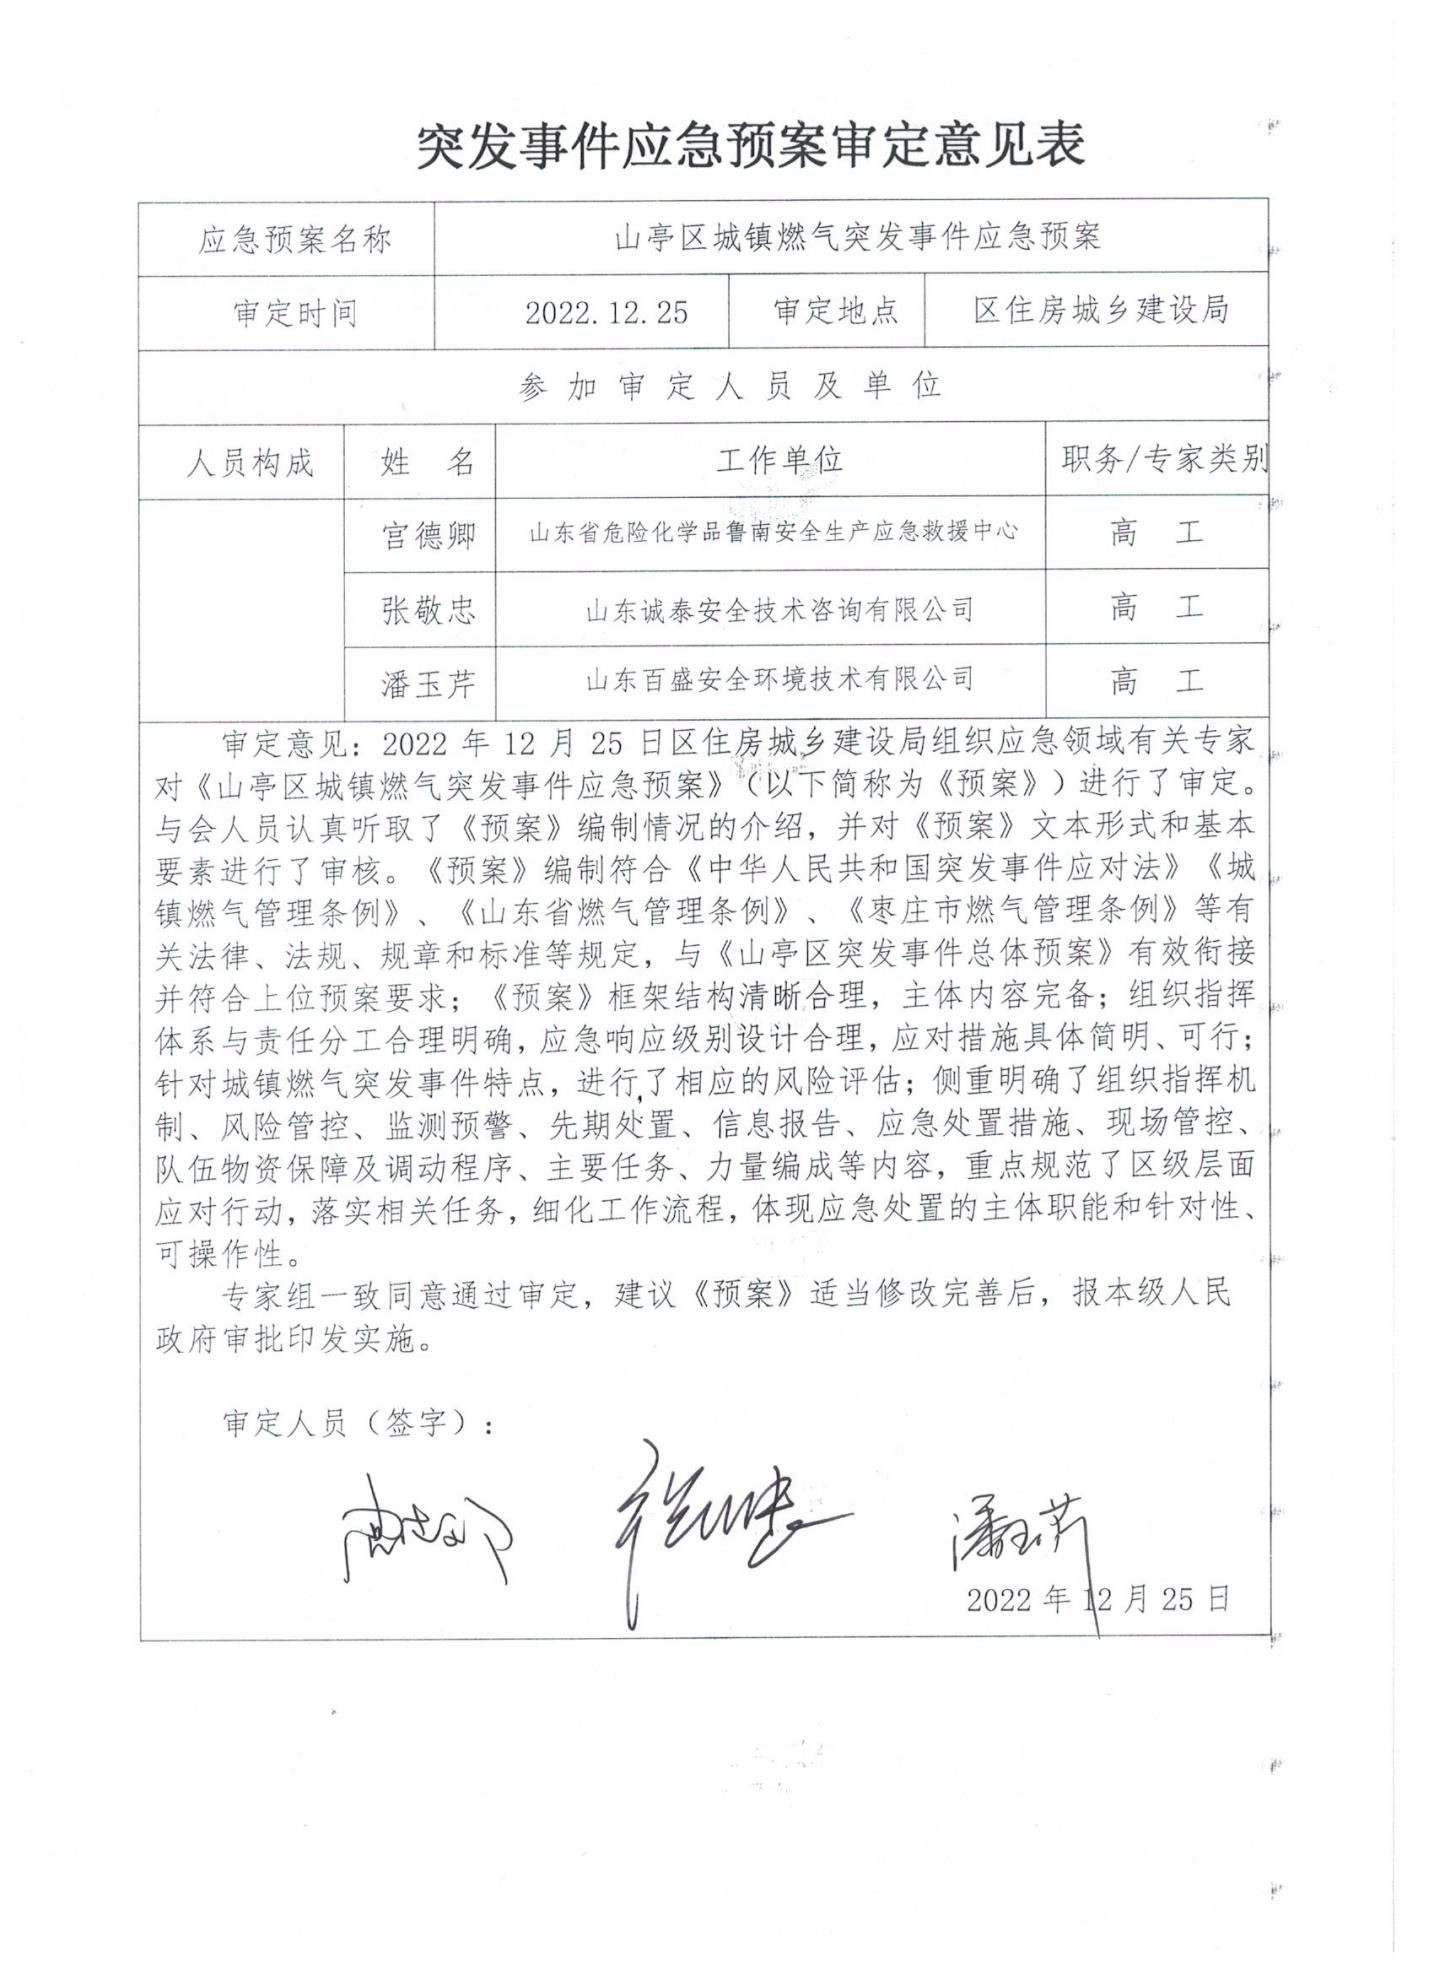 突发事件应急预案审定意见表
应急预案名称 山亭区城镇燃气突发事件应急预案
审定时间 2022.12.25 审定地点 区住房城乡建设局
参加审定人员及单位
人员构成 姓 名 工作单位 职务/专家类别
宫德卿 山东省危险化学品鲁南安全生产应急救援中心 高 工
张敬忠 山东诚泰安全技术咨询有限公司 高 工
潘玉芹 山东百盛安全环境技术有限公司 高 工
审定意见：2022 年 12 月 25 日区住房城乡建设局组织应急领域有关专家
对《山亭区城镇燃气突发事件应急预案》（以下简称为《预案》）进行了审定。
与会人员认真听取了《预案》编制情况的介绍，并对《预案》文本形式和基本
要素进行了审核。《预案》编制符合《中华人民共和国突发事件应对法》《城
镇燃气管理条例》、《山东省燃气管理条例》、《枣庄市燃气管理条例》等有
关法律、法规、规章和标准等规定，与《山亭区突发事件总体预案》有效衔接
并符合上位预案要求；《预案》框架结构清晰合理，主体内容完备；组织指挥
体系与责任分工合理明确，应急响应级别设计合理，应对措施具体简明、可行；
针对城镇燃气突发事件特点，进行了相应的风险评估；侧重明确了组织指挥机
制、风险管控、监测预警、先期处置、信息报告、应急处置措施、现场管控、
队伍物资保障及调动程序、主要任务、力量编成等内容，重点规范了区级层面
应对行动，落实相关任务，细化工作流程，体现应急处置的主体职能和针对性、
可操作性。
专家组一致同意通过审定，建议《预案》适当修改完善后，报本级人民
政府审批印发实施。
审定人员（签字）：
潘玉芹
2022 年 12 月 25 日